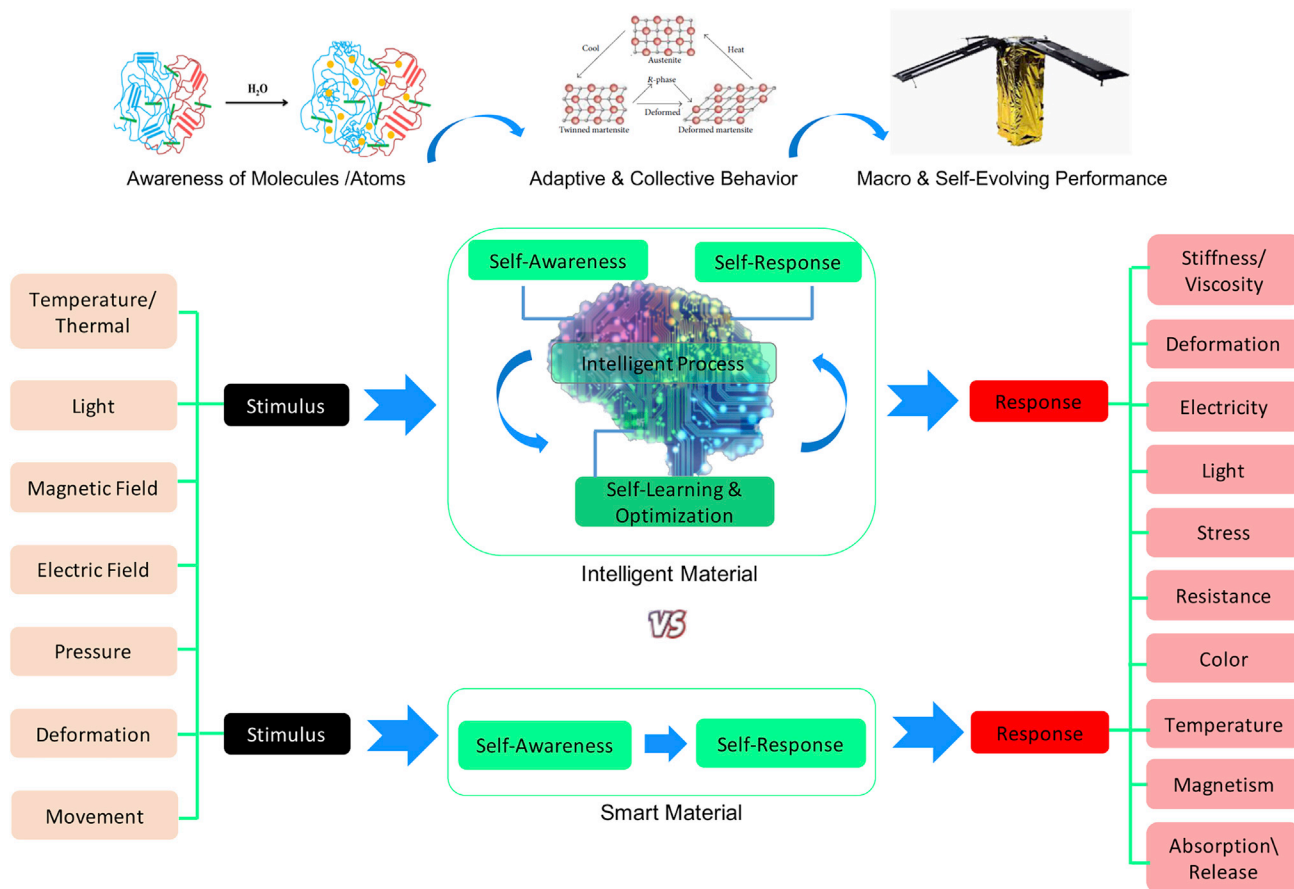 H₂O
Awareness of Molecules /Atoms
Cool
Austenite
Heat
R-phase
Deformed
Twinned martensite
Deformed martensite
Adaptive & Collective Behavior
Macro & Self-Evolving Performance
Temperature/
Thermal
Light
Magnetic Field
Electric Field
Pressure
Deformation
Movement
Stimulus
Self-Awareness
Self-Response
Intelligent Process
Self-Learning &
Optimization
Intelligent Material
Response
VS
Stimulus
Self-Awareness
Self-Response
Smart Material
Response
Stiffness/
Viscosity
Deformation
Electricity
Light
Stress
Resistance
Color
Temperature
Magnetism
Absorption\
Release